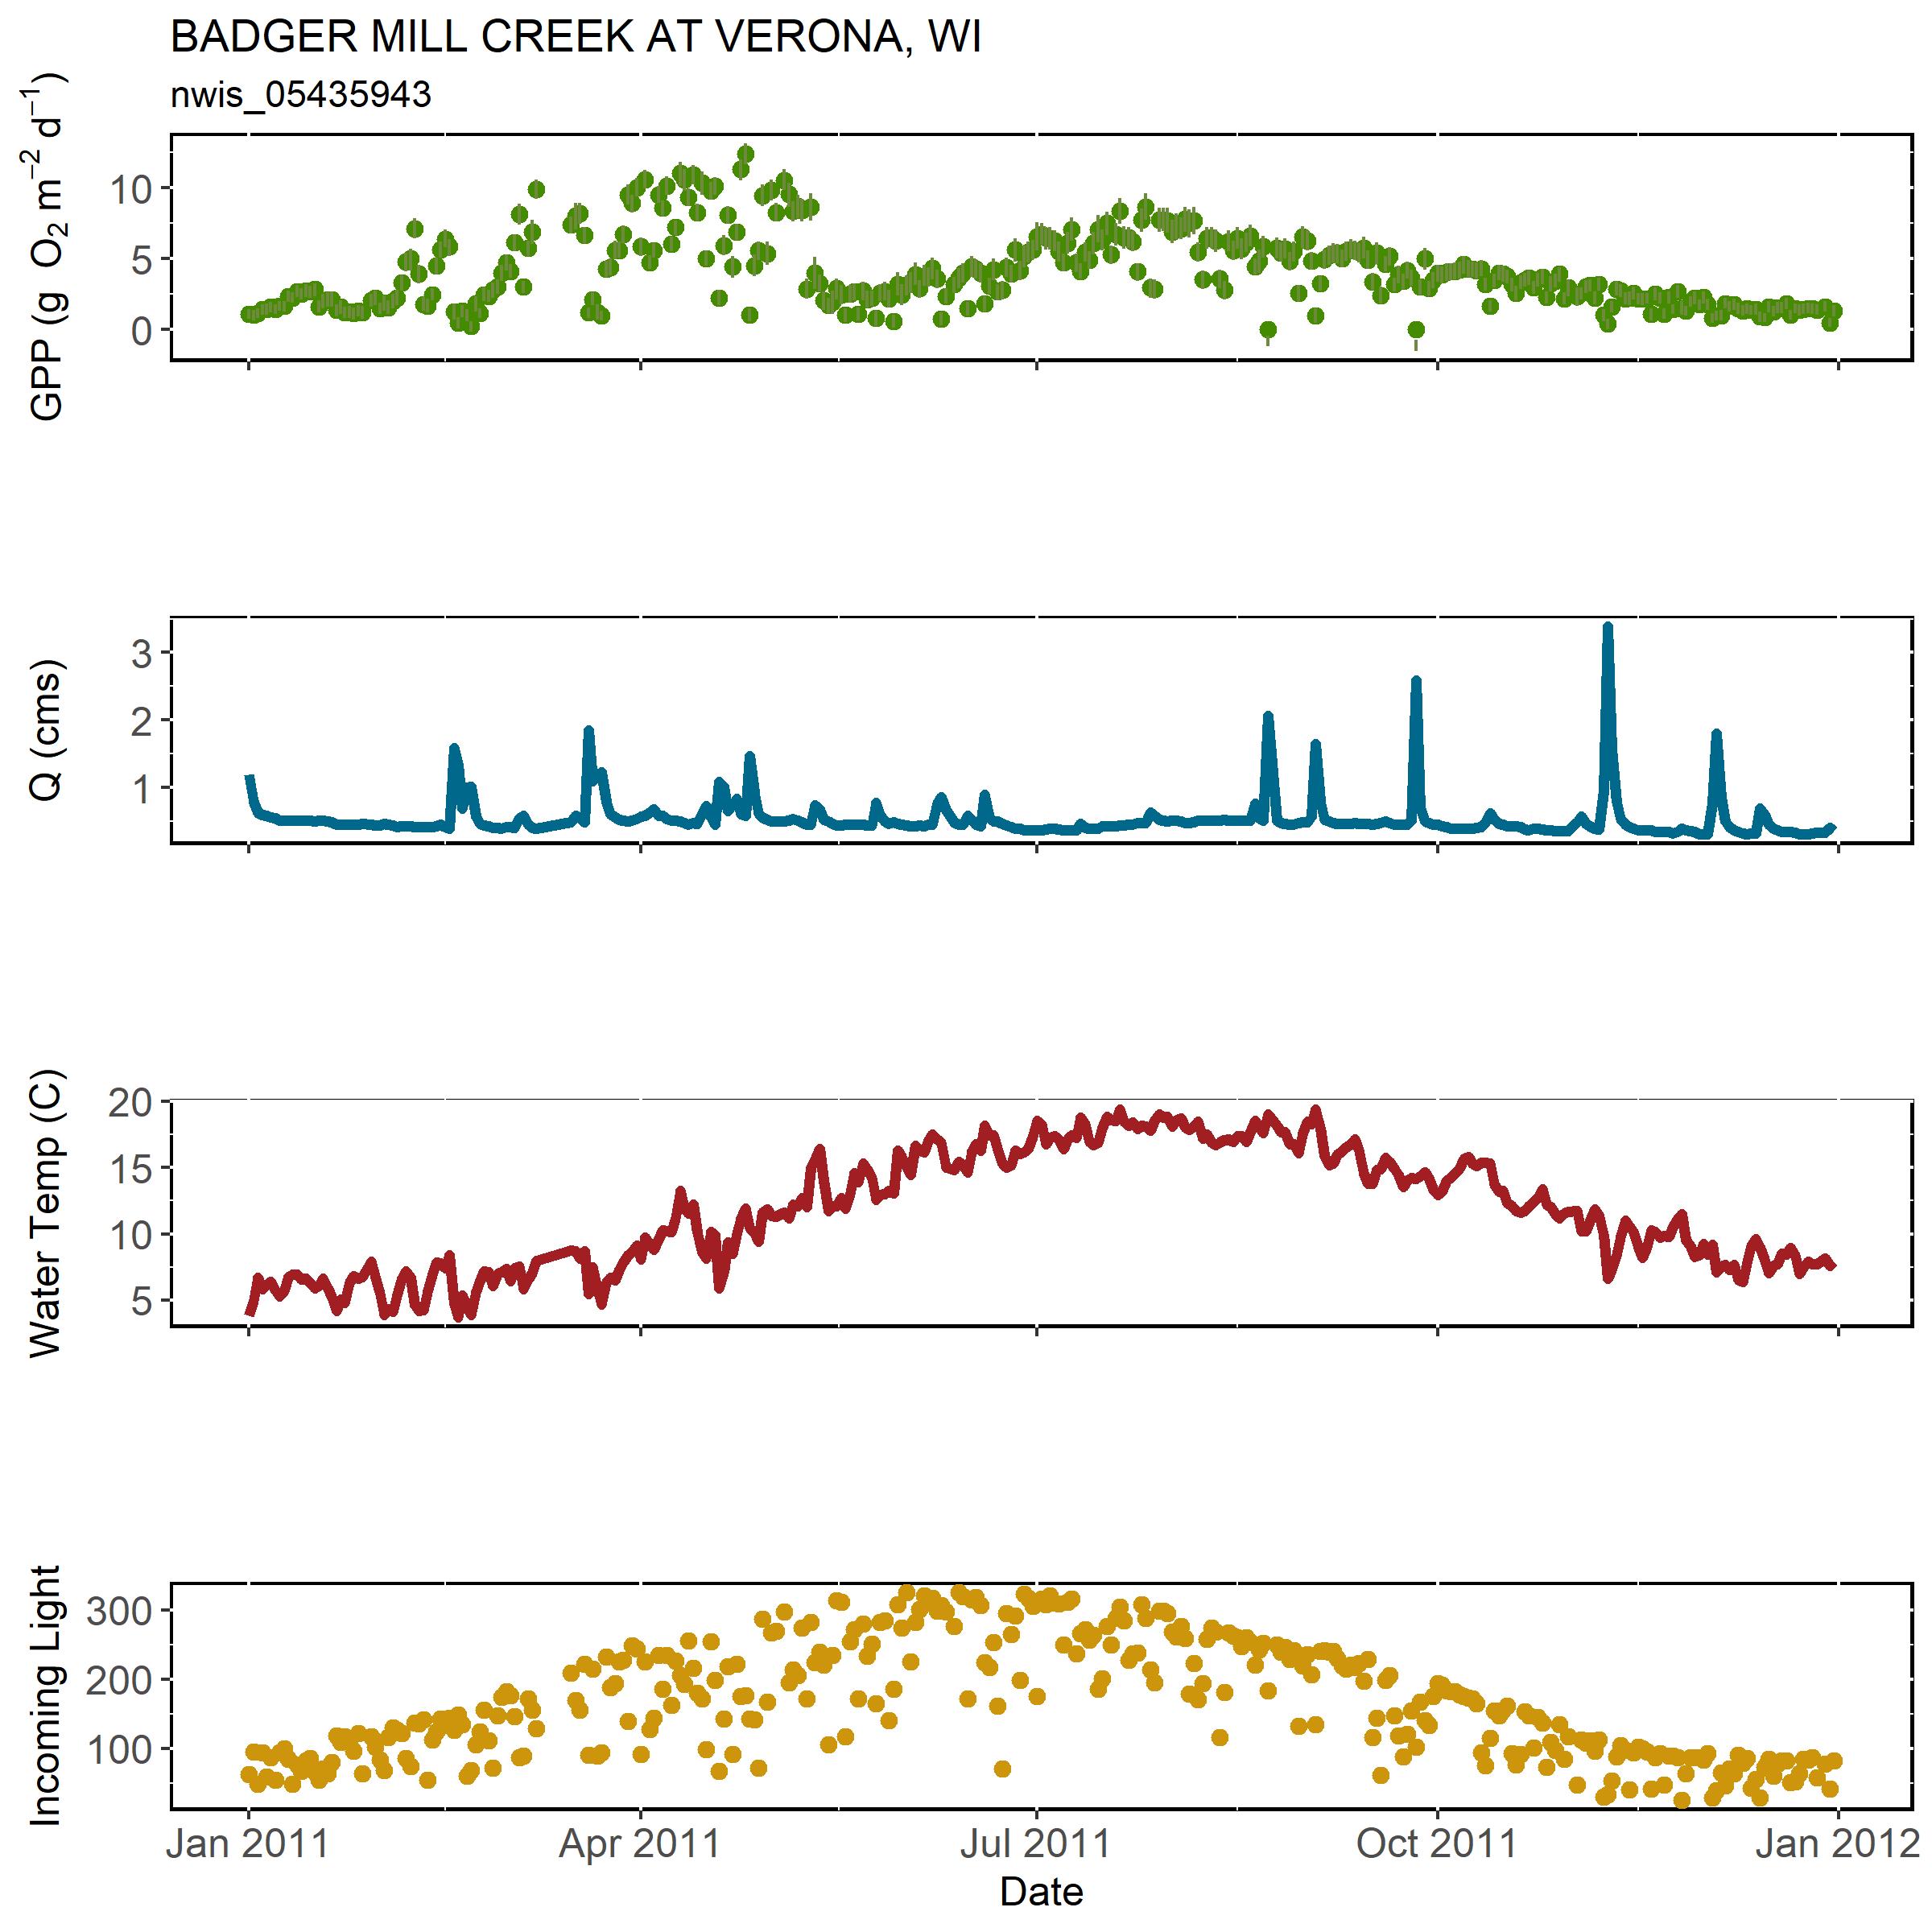 BADGER MILL CREEK AT VERONA, WI
nwis_05435943
GPP (g O₂ m⁻² d⁻¹)
10
5
0
Q (cms)
3
2
1
Water Temp (C)
20
15
10
5
Incoming Light
300
200
100
Jan 2011 Apr 2011 Jul 2011 Oct 2011 Jan 2012
Date